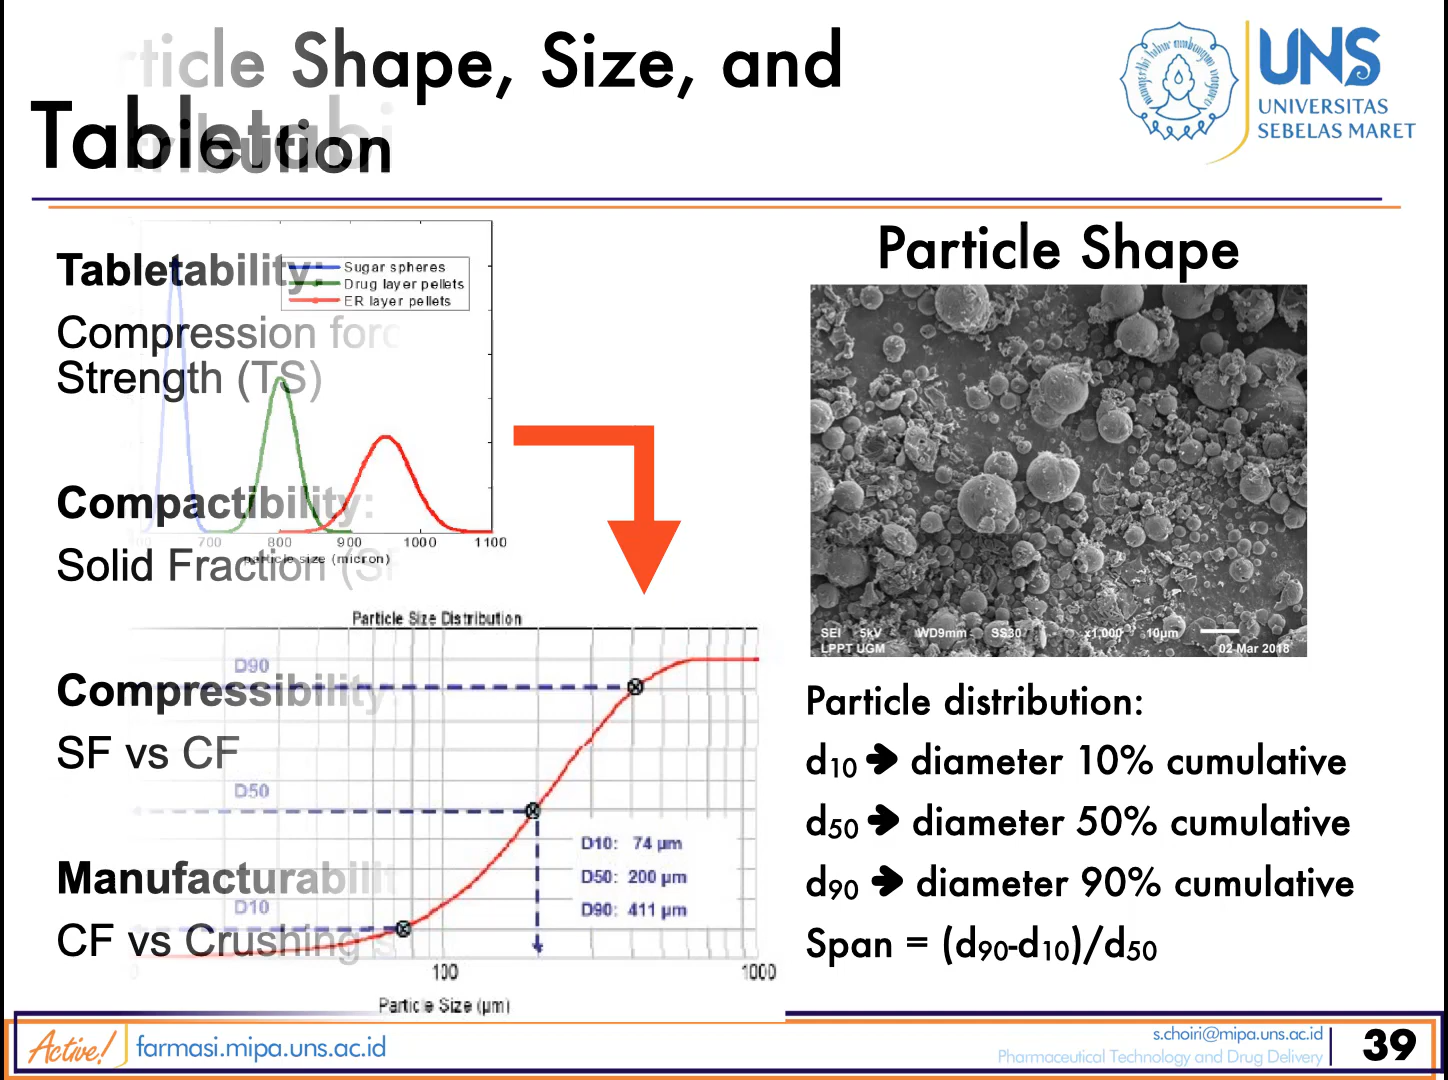 ticle Shape, Size, and
Tablet
tribution
UNS
UNIVERSITAS
SEBELAS MARET
Tabletability:
Compression forc
Strength (TS)
Compactibility:
Solid Fraction (S
Compressibility
SF vs CF
Manufacturabilit
CF vs Crushing s
Sugar spheres
Drug layer pellets
ER layer pellets
700 800 900 1000 1100
particle size (micron)
Particle Size Distribution
D90
D50
D10
D10: 74 µm
D50: 200 µm
D90: 411 µm
100 1000
Particle Size (µm)
Particle Shape
SEI 5kV WD9mm SS30 x1,000 10µm
LPPT UGM 02 Mar 2018
Particle distribution:
d10 ➔ diameter 10% cumulative
d50 ➔ diameter 50% cumulative
d90 ➔ diameter 90% cumulative
Span = (d90-d10)/d50
Active! farmasi.mipa.uns.ac.id
s.choiri@mipa.uns.ac.id
Pharmaceutical Technology and Drug Delivery
39